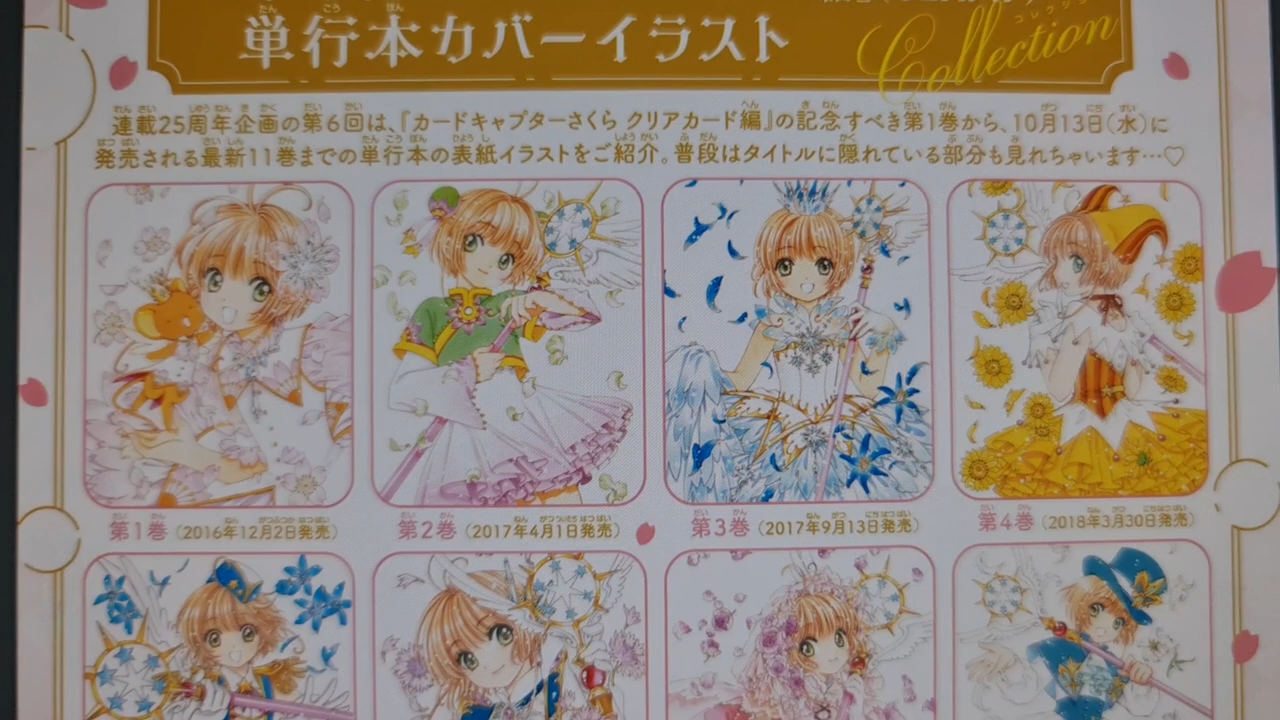 単行本カバーイラスト
Collection
連載25周年企画の第6回は、『カードキャプターさくら クリアカード編』の記念すべき第1巻から、10月13日(水)に
発売される最新11巻までの単行本の表紙イラストをご紹介。普段はタイトルに隠れている部分も見れちゃいます…♡
第1巻(2016年12月2日発売)
第2巻(2017年4月1日発売)
第3巻(2017年9月13日発売)
第4巻(2018年3月30日発売)